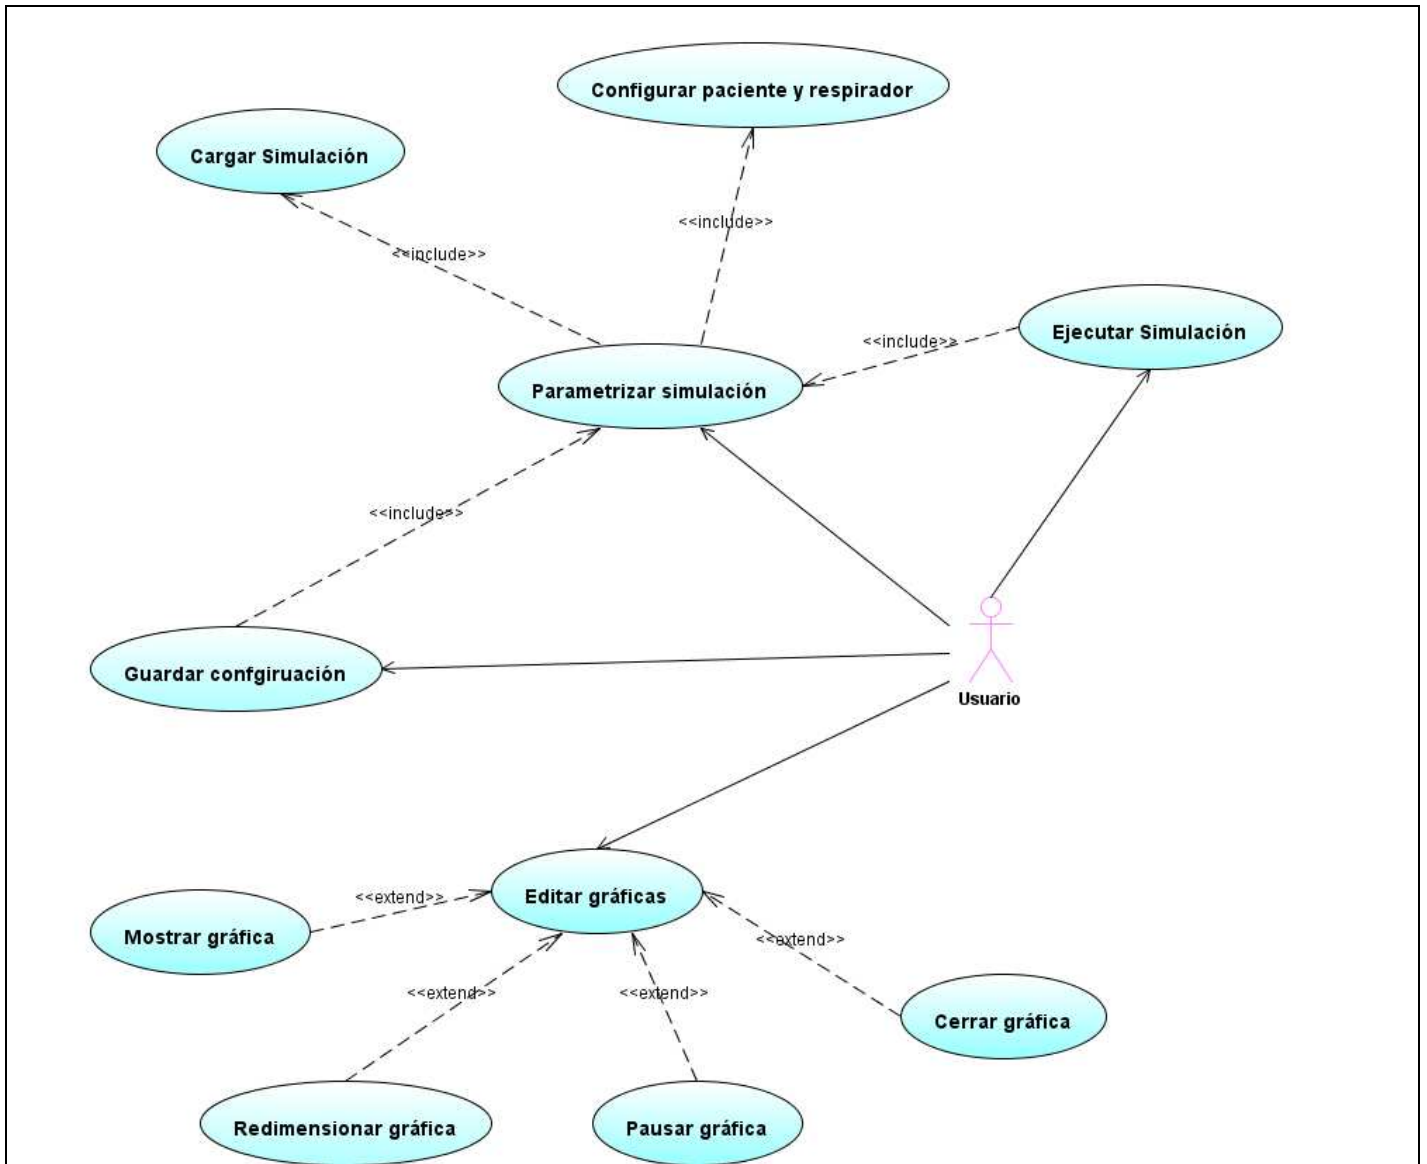 Configurar paciente y respirador
Cargar Simulación
<<include>>
<<include>>
Ejecutar Simulación
<<include>>
Parametrizar simulación
<<include>>
Guardar confgiruación
Usuario
Editar gráficas
<<extend>>
Mostrar gráfica
<<extend>>
<<extend>>
<<extend>>
Cerrar gráfica
Redimensionar gráfica
Pausar gráfica